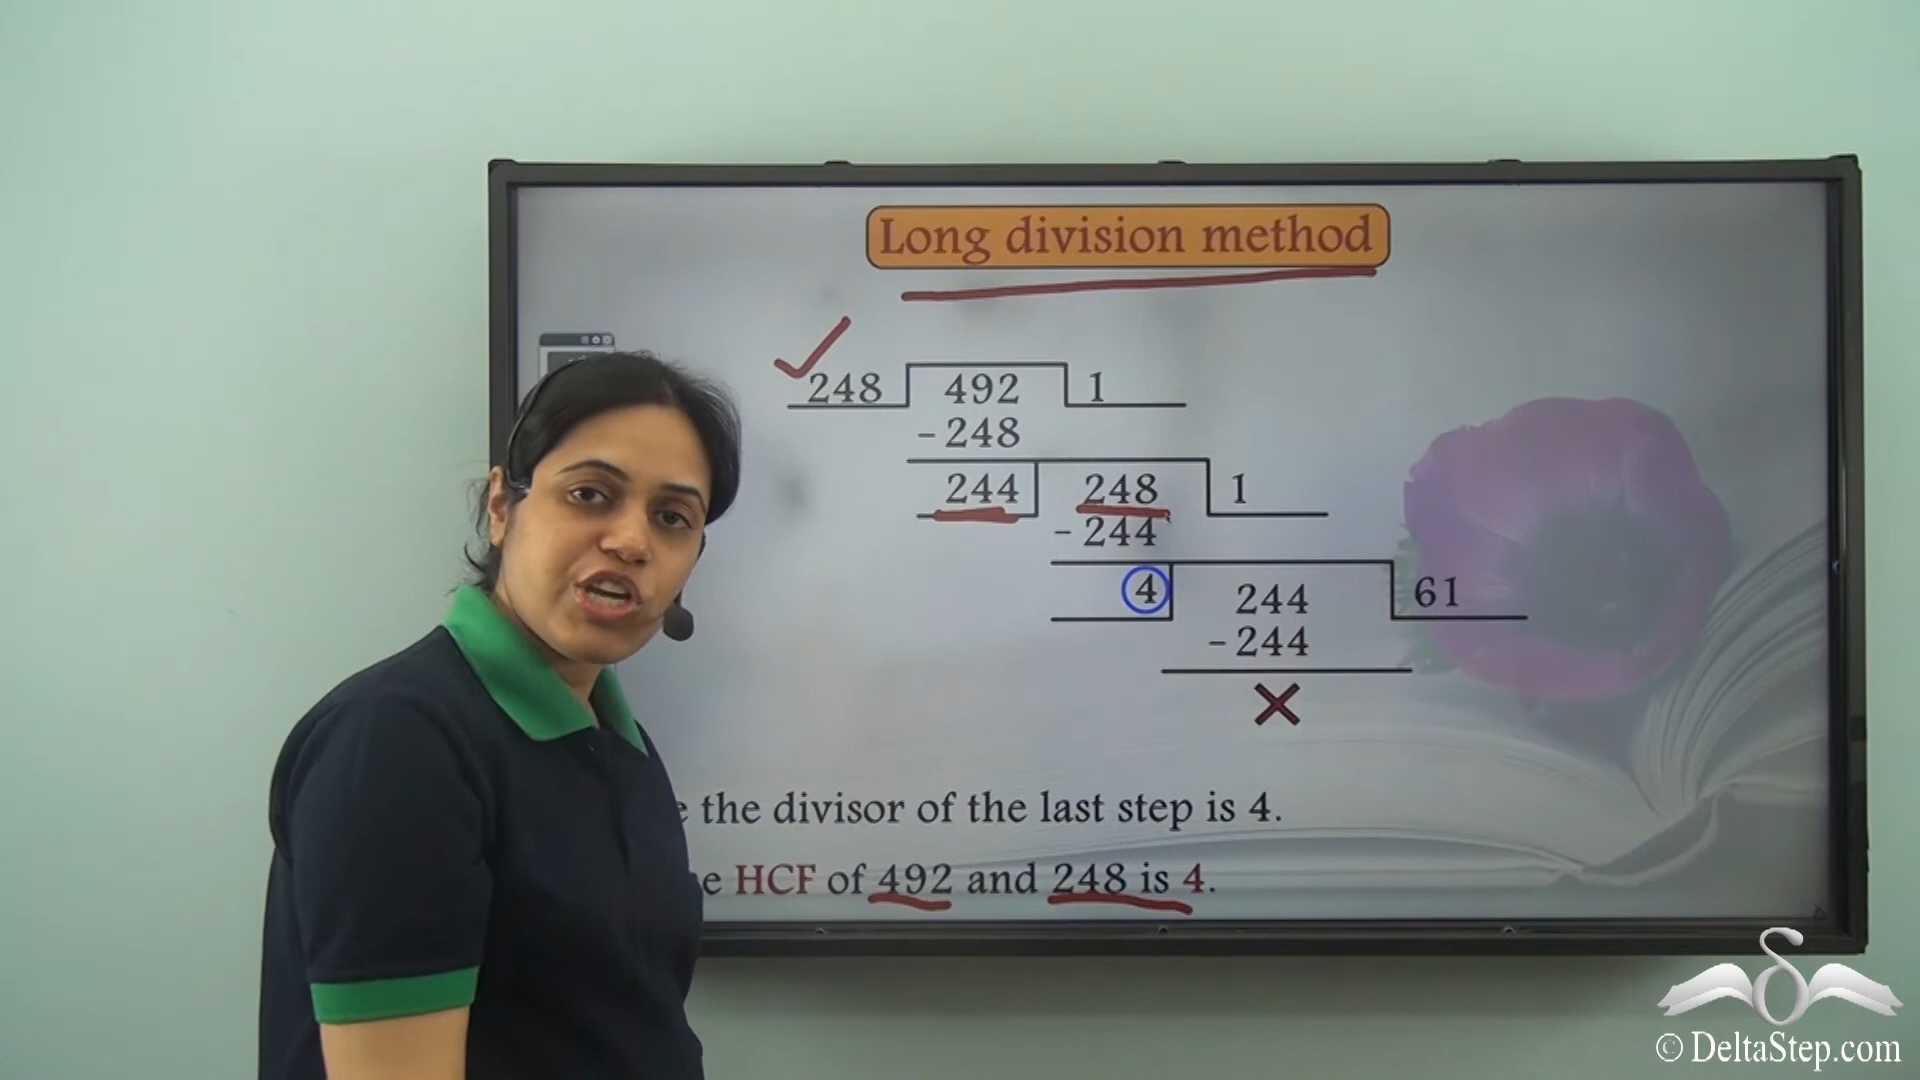 Long division method
248 492 1
-248
244 248 1
-244
4 244 61
-244
the divisor of the last step is 4.
HCF of 492 and 248 is 4.
© DeltaStep.com